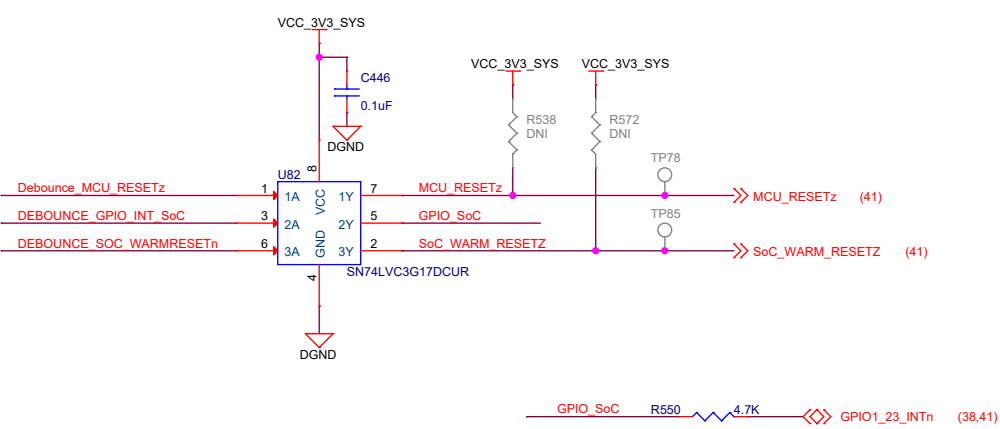 VCC_3V3_SYS
C446
0.1uF
DGND
VCC_3V3_SYS
VCC_3V3_SYS
R538
DNI
R572
DNI
TP78
TP85
U82
8
VCC
GND
4
Debounce_MCU_RESETz
1
1A
1Y
7
MCU_RESETz
MCU_RESETz
(41)
DEBOUNCE_GPIO_INT_SoC
3
2A
2Y
5
GPIO_SoC
DEBOUNCE_SOC_WARMRESETn
6
3A
3Y
2
SoC_WARM_RESETZ
SoC_WARM_RESETZ
(41)
SN74LVC3G17DCUR
DGND
GPIO_SoC
R550
4.7K
GPIO1_23_INTn
(38,41)